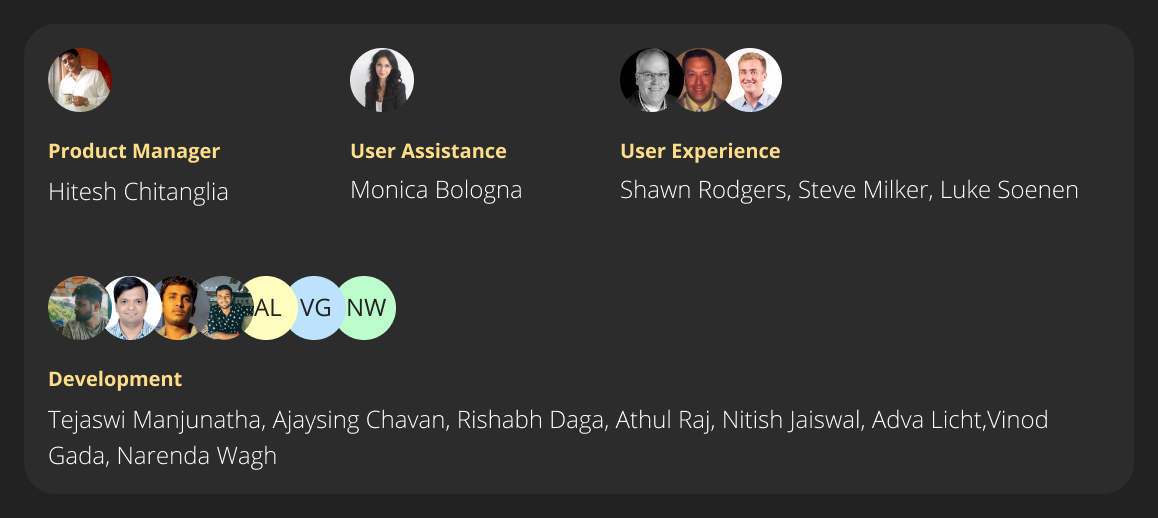 Product Manager
Hitesh Chitanglia
User Assistance
Monica Bologna
User Experience
Shawn Rodgers, Steve Milker, Luke Soenen
AL VG NW
Development
Tejaswi Manjunatha, Ajaysing Chavan, Rishabh Daga, Athul Raj, Nitish Jaiswal, Adva Licht,Vinod
Gada, Narenda Wagh